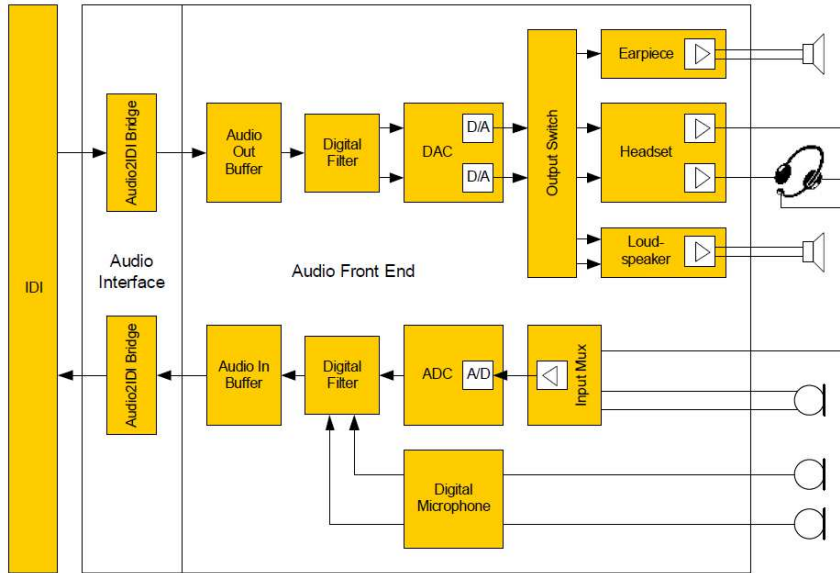 IDI
Audio2IDI Bridge
Audio2IDI Bridge
Audio
Interface
Audio Front End
Audio
Out
Buffer
Digital
Filter
DAC
D/A
D/A
Output Switch
Earpiece
Headset
Loud-
speaker
Audio In
Buffer
Digital
Filter
ADC
A/D
Input Mux
Digital
Microphone